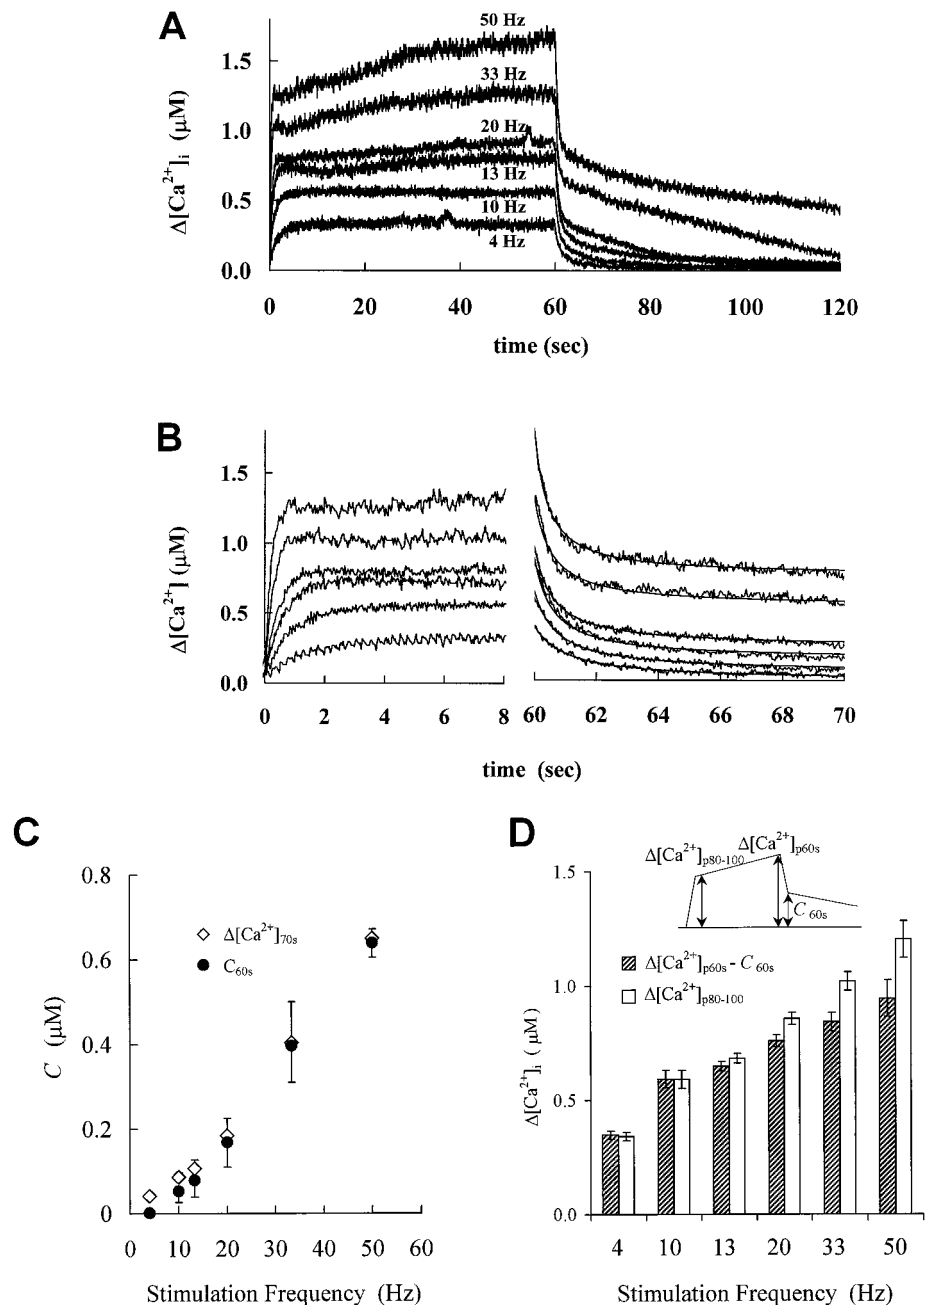 A
50 Hz
33 Hz
20 Hz
13 Hz
10 Hz
4 Hz
Δ[Ca²⁺]ᵢ (μM)
1.5
1.0
0.5
0.0
0 20 40 60 80 100 120
time (sec)
B
Δ[Ca²⁺] (μM)
1.5
1.0
0.5
0.0
0 2 4 6 8 60 62 64 66 68 70
time (sec)
C
C (μM)
0.8
0.6
0.4
0.2
0
◇ Δ[Ca²⁺]70s
● C60s
0 10 20 30 40 50 60
Stimulation Frequency (Hz)
D
Δ[Ca²⁺]p60s
Δ[Ca²⁺]p80-100
C 60s
Δ[Ca²⁺]p60s - C 60s
Δ[Ca²⁺]p80-100
Δ[Ca²⁺]ᵢ ( μM )
1.5
1.0
0.5
0.0
4 10 13 20 33 50
Stimulation Frequency (Hz)